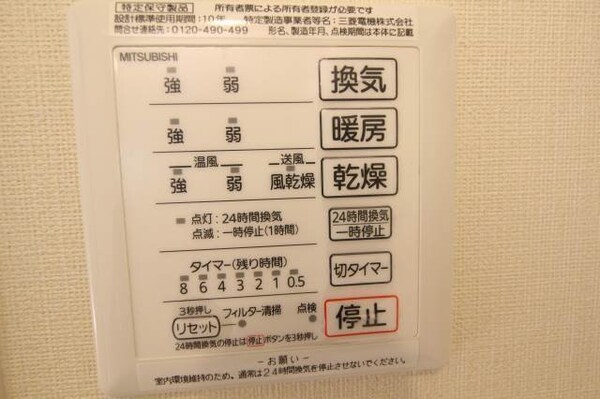 特定保守製品 所有者票による所有者登録が必要です。
設計標準使用期間:10年 特定製造事業者等名:三菱電機株式会社
問合せ連絡先:0120-490-499 形名、製造年月、点検期間は本体に記載
MITSUBISHI
強 弱 換気
強 弱 暖房
温風 送風
強 弱 風乾燥 乾燥
点灯:24時間換気
点滅:一時停止(1時間)
24時間換気
一時停止
タイマー(残り時間)
8 6 4 3 2 1 0.5
切タイマー
3秒押し
リセット フィルター清掃 点検
停止
24時間換気の停止は停止ボタンを3秒押し
-お願い-
室内環境維持のため、通常は24時間換気を停止させないでください。